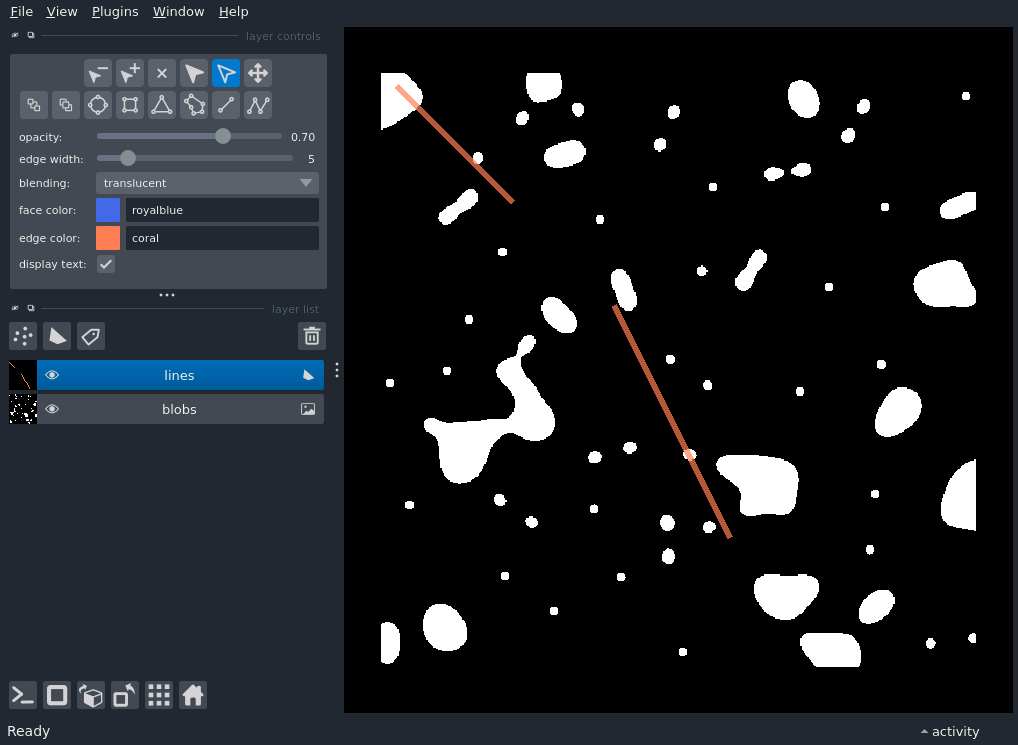 File View Plugins Window Help
layer controls
opacity: 0.70
edge width: 5
blending: translucent
face color: royalblue
edge color: coral
display text:
layer list
lines
blobs
Ready
activity